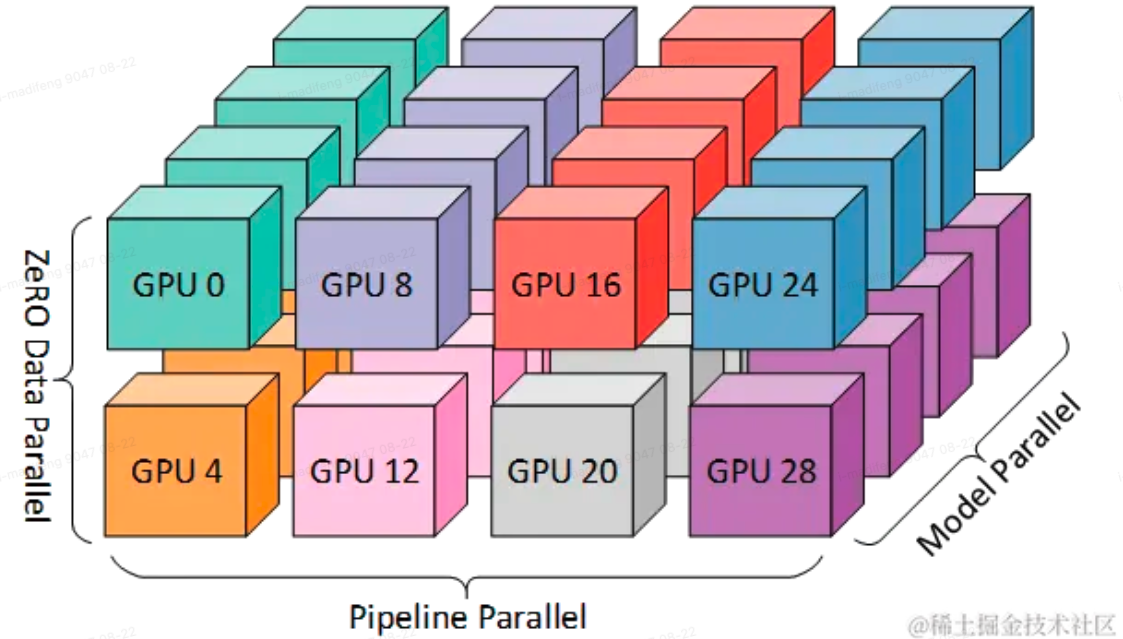 GPU 0
GPU 8
GPU 16
GPU 24
ZeRO Data Parallel
GPU 4
GPU 12
GPU 20
GPU 28
Model Parallel
Pipeline Parallel
@稀土掘金技术社区